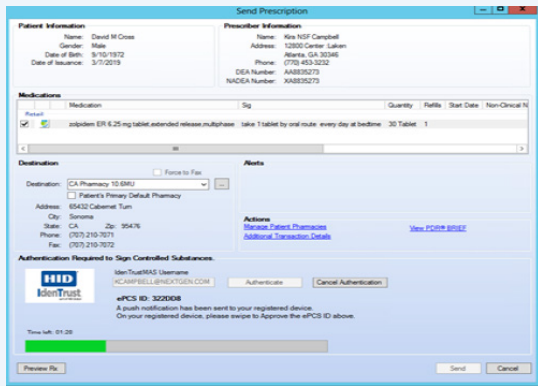 Send Prescription
Patient Information
Name: David M Cross
Gender: Male
Date of Birth: 9/10/1972
Date of Issuance: 3/7/2019
Prescriber Information
Name: Kira NSF Campbell
Address: 12800 Center Laken
Atlanta, GA 30346
Phone: (770) 453-3232
DEA Number: AA8835273
NADEA Number: XA8835273
Medications
Medication Sig Quantity Refills Start Date Non-Clinical N
Retail
zolpidem ER 6.25 mg tablet,extended release,multiphase take 1 tablet by oral route every day at bedtime 30 Tablet 1
Destination
Force to Fax
Destination: CA Pharmacy 10.6MU ...
Patient's Primary Default Pharmacy
Address: 65432 Cabernet Turn
City: Sonoma
State: CA Zip: 95476
Phone: (707) 210-7071
Fax: (707) 210-7072
Alerts
Actions
Manage Patient Pharmacies View PDR® BRIEF
Additional Transaction Details
Authentication Required to Sign Controlled Substances.
HID
IdenTrust
IdenTrustMAS Username
KCAMPBELL@NEXTGEN.COM Authenticate Cancel Authentication
ePCS ID: 322DD8
A push notification has been sent to your registered device.
On your registered device, please swipe to Approve the ePCS ID above.
Time left: 01:28
Preview Rx Send Cancel